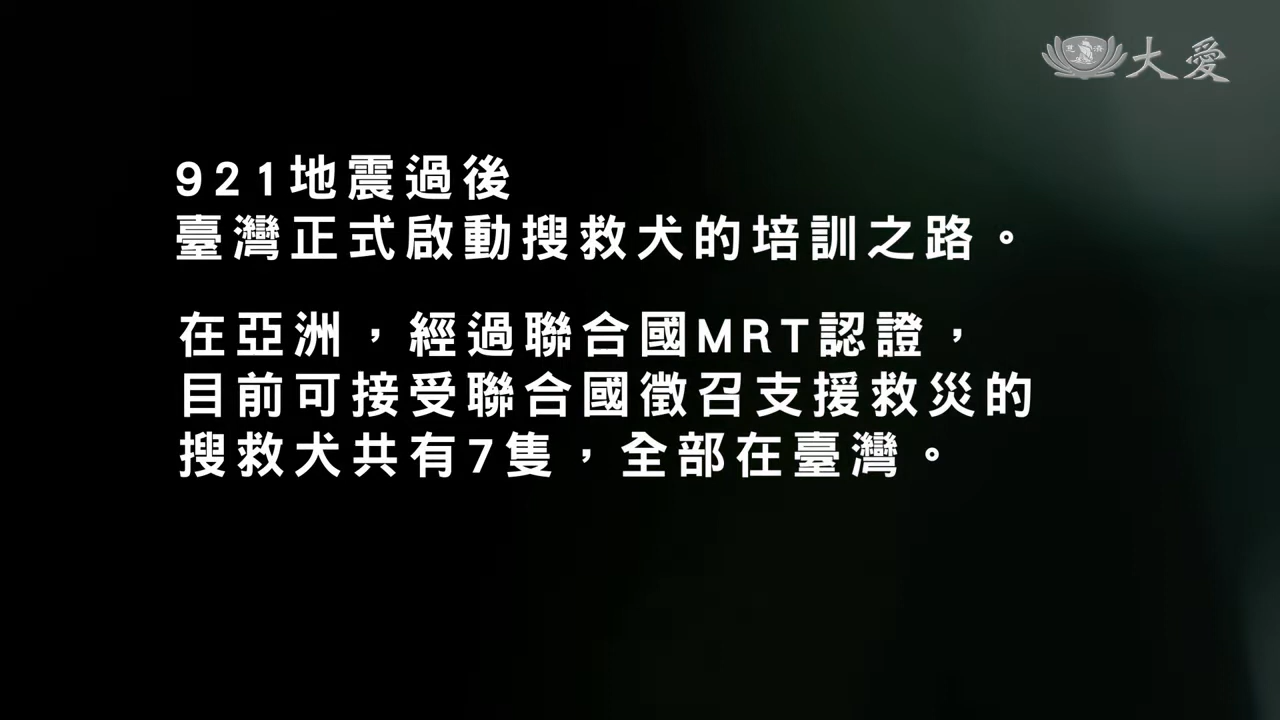 大愛
921地震過後
臺灣正式啟動搜救犬的培訓之路。
在亞洲，經過聯合國MRT認證，
目前可接受聯合國徵召支援救災的
搜救犬共有7隻，全部在臺灣。